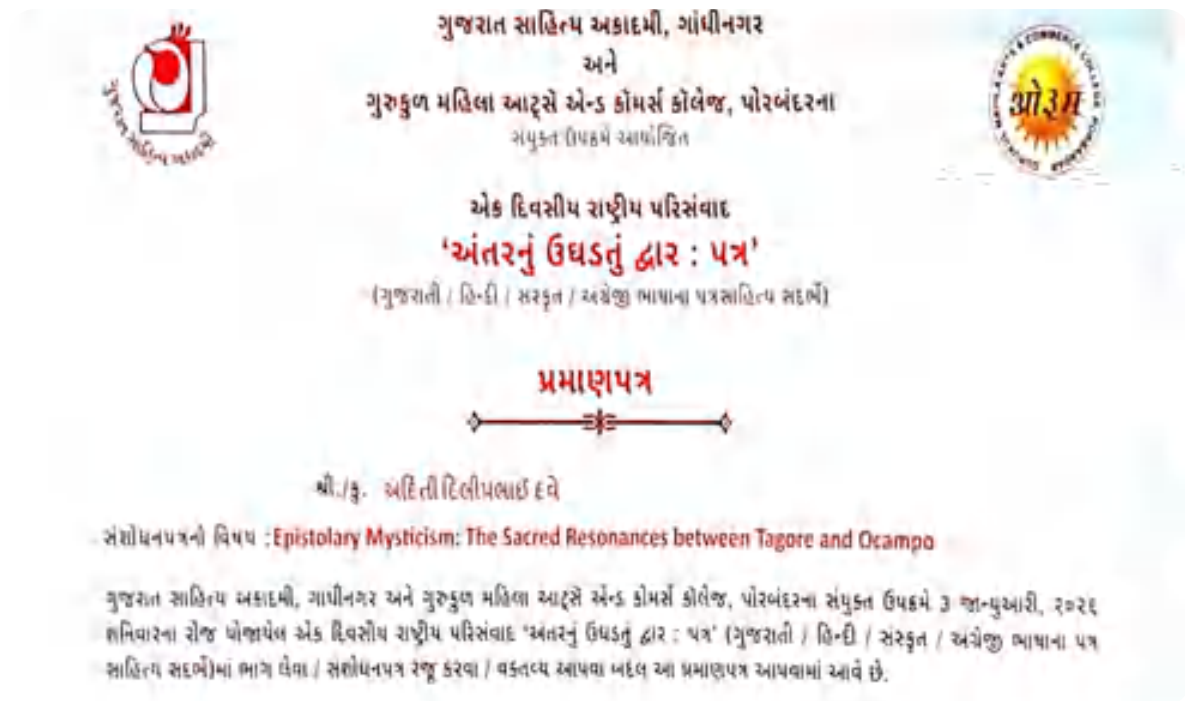 ગુજરાત સાહિત્ય અકાદમી, ગાંધીનગર
અને
ગુરુકુળ મહિલા આર્ટ્સ એન્ડ કોમર્સ કૉલેજ, પોરબંદરના
સંયુક્ત ઉપક્રમે આયોજિત
ગુજરાત સાહિત્ય અકાદમી
ओ३म
એક દિવસીય રાષ્ટ્રીય પરિસંવાદ
‘અંતરનું ઉઘડતું દ્વાર : પત્ર’
(ગુજરાતી / હિન્દી / સંસ્કૃત / અંગ્રેજી ભાષાના પત્રસાહિત્ય સંદર્ભે)
પ્રમાણપત્ર
શ્રી./કુ. અદિતી દિલીપભાઈ દવે
સંશોધનપત્રનો વિષય : Epistolary Mysticism: The Sacred Resonances between Tagore and Ocampo
ગુજરાત સાહિત્ય અકાદમી, ગાંધીનગર અને ગુરુકુળ મહિલા આર્ટ્સ એન્ડ કોમર્સ કૉલેજ, પોરબંદરના સંયુક્ત ઉપક્રમે 3 જાન્યુઆરી, ૨૦૨૬
શનિવારના રોજ યોજાયેલ એક દિવસીય રાષ્ટ્રીય પરિસંવાદ ‘અંતરનું ઉઘડતું દ્વાર : પત્ર’ (ગુજરાતી / હિન્દી / સંસ્કૃત / અંગ્રેજી ભાષાના પત્ર
સાહિત્ય સંદર્ભે)માં ભાગ લેવા / સંશોધનપત્ર રજૂ કરવા / વક્તવ્ય આપવા બદલ આ પ્રમાણપત્ર આપવામાં આવે છે.